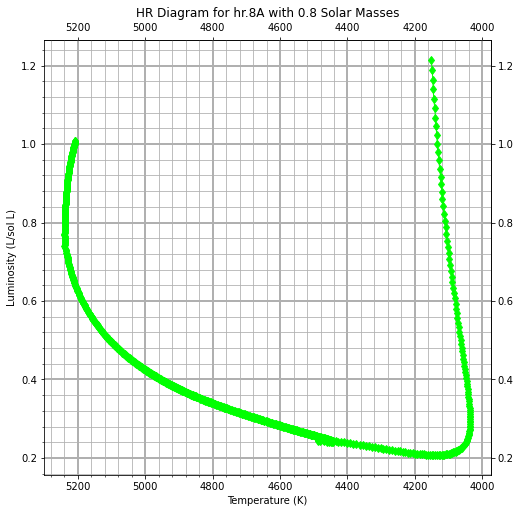 HR Diagram for hr.8A with 0.8 Solar Masses
5200 5000 4800 4600 4400 4200 4000
1.2 1.2
1.0 1.0
0.8 0.8
Luminosity (L/sol L)
0.6 0.6
0.4 0.4
0.2 0.2
5200 5000 4800 4600 4400 4200 4000
Temperature (K)